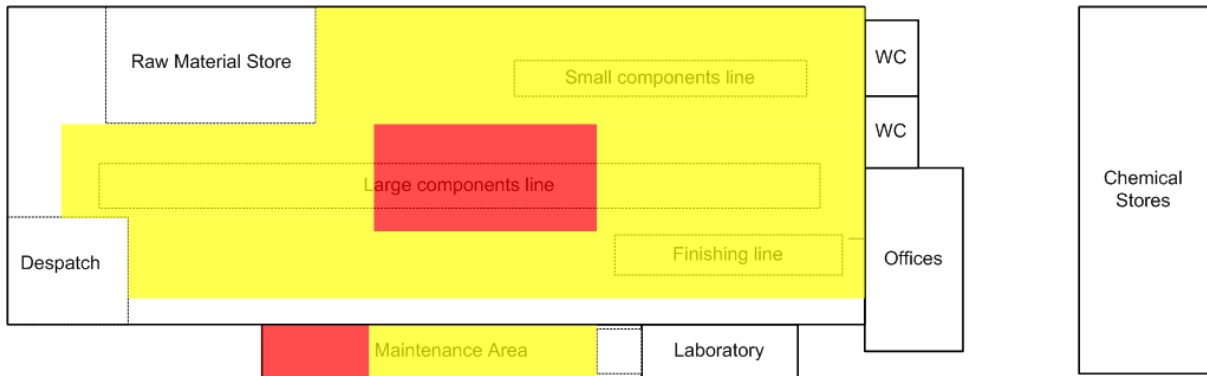 Raw Material Store
Small components line
WC
WC
Large components line
Chemical
Stores
Despatch
Finishing line
Offices
Maintenance Area
Laboratory